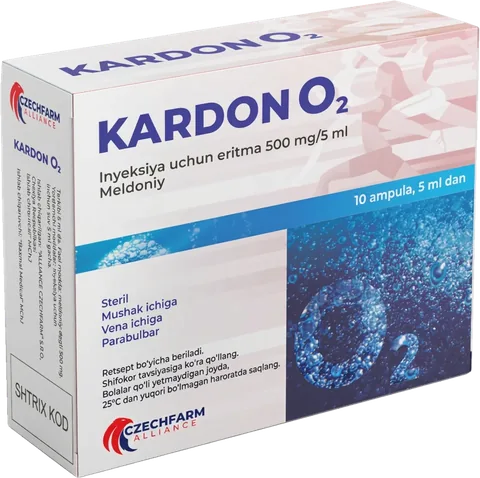 KARDON O₂
KARDON O₂
Inyeksiya uchun eritma 500 mg/5 ml
Meldoniy
10 ampula, 5 ml dan
Steril
Mushak ichiga
Vena ichiga
Parabulbar
Retsept bo'yicha beriladi.
Shifokor tavsiyasiga ko'ra qo'llang.
Bolalar qo'li yetmaydigan joyda,
25°C dan yuqori bo'lmagan haroratda saqlang.
CZECHFARM
ALLIANCE
O₂
CZECHFARM
ALLIANCE
KARDON O₂
SHTRIX KOD